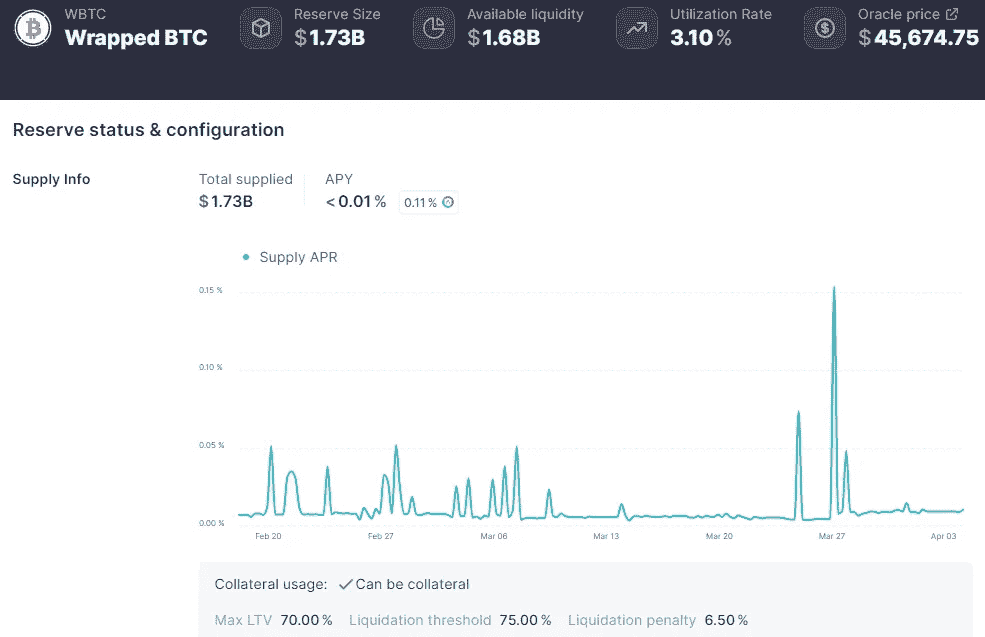 WBTC
Wrapped BTC
Reserve Size
$1.73B
Available liquidity
$1.68B
Utilization Rate
3.10 %
Oracle price
$45,674.75
Reserve status & configuration
Supply Info
Total supplied
$1.73B
APY
<0.01 %
0.11 %
Supply APR
0.15 %
0.10 %
0.05 %
0.00 %
Feb 20 Feb 27 Mar 06 Mar 13 Mar 20 Mar 27 Apr 03
Collateral usage: Can be collateral
Max LTV 70.00 % Liquidation threshold 75.00 % Liquidation penalty 6.50 %